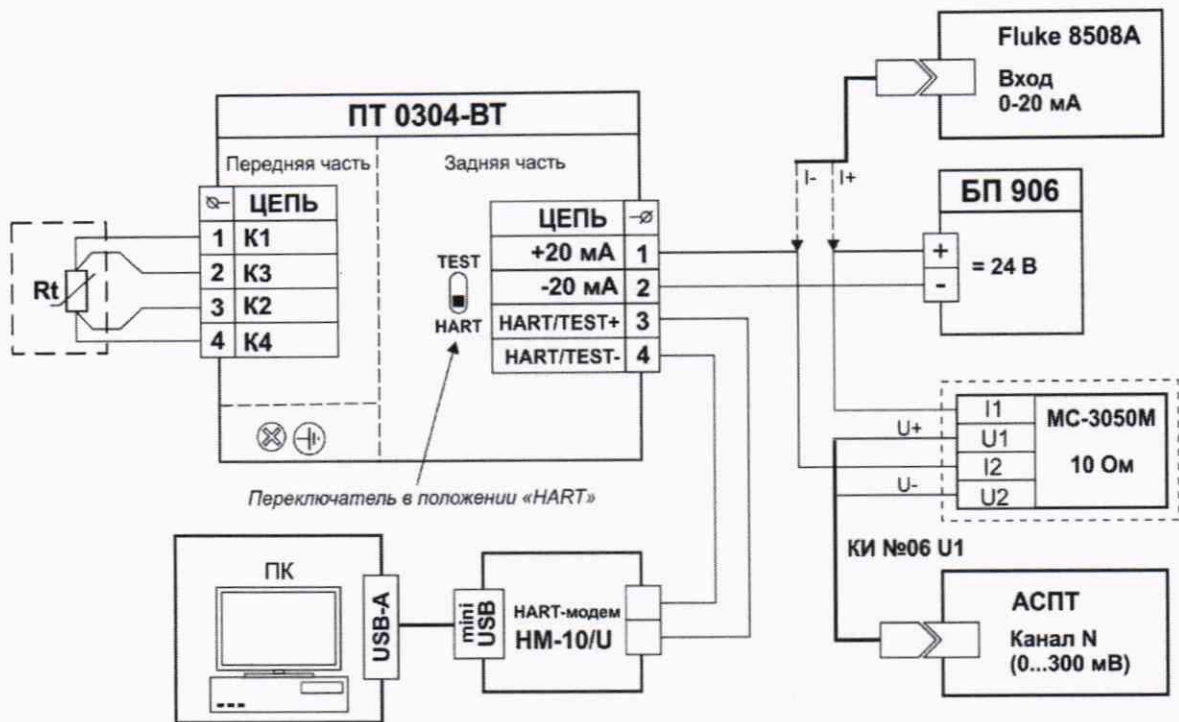 ПТ 0304-ВТ
Передняя часть
Задняя часть
ЦЕПЬ
1 К1
2 К3
3 К2
4 К4
Rt
TEST
HART
ЦЕПЬ
+20 мА 1
-20 мА 2
HART/TEST+ 3
HART/TEST- 4
Переключатель в положении «HART»
Fluke 8508A
Вход
0-20 мА
I- I+
БП 906
+
-
= 24 В
I1
U1
I2
U2
МС-3050М
10 Ом
U+
U-
КИ №06 U1
АСПТ
Канал N
(0...300 мВ)
ПК
USB-A
mini
USB
HART-модем
HM-10/U